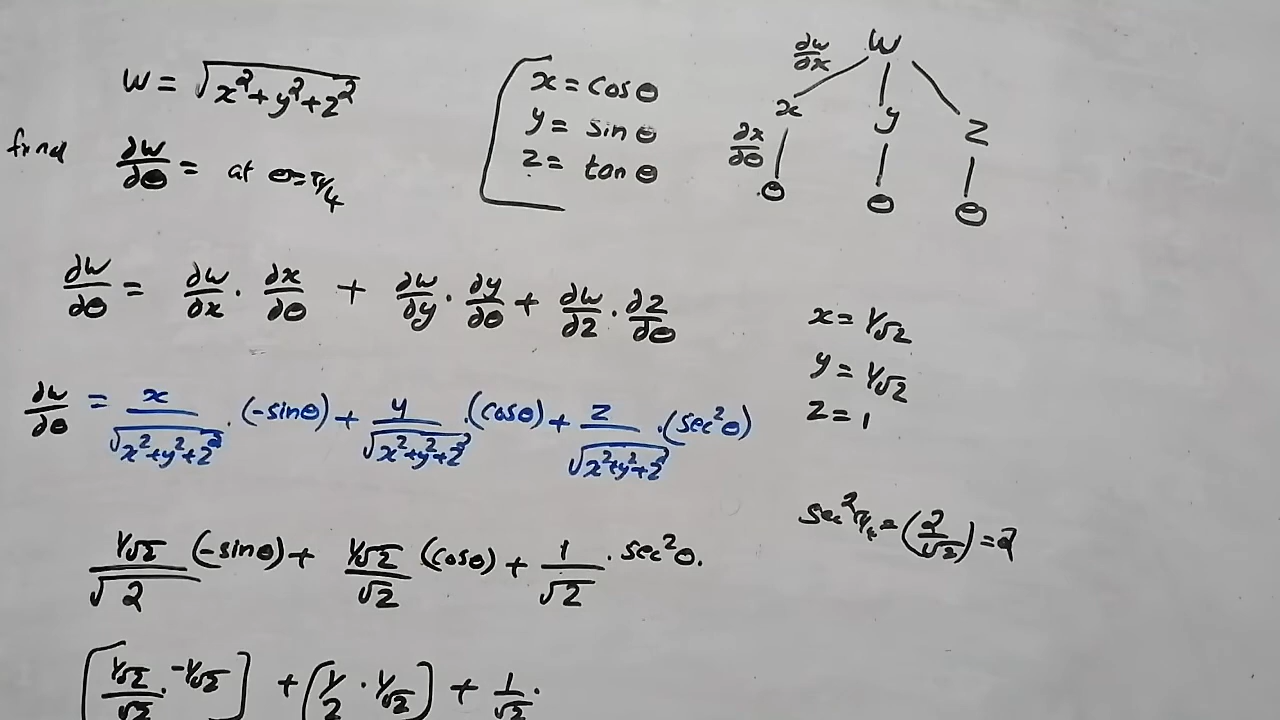 W = √(x² + y² + z²)
find ∂w/∂θ = at θ = π/4
x = cos θ
y = sin θ
z = tan θ
∂w/∂x W
x y z
∂x/∂θ
θ θ θ
∂w/∂θ = ∂w/∂x · ∂x/∂θ + ∂w/∂y · ∂y/∂θ + ∂w/∂z · ∂z/∂θ
x = 1/√2
y = 1/√2
z = 1
∂w/∂θ = x/√(x²+y²+z²) · (-sinθ) + y/√(x²+y²+z²) · (cosθ) + z/√(x²+y²+z²) · (sec²θ)
sec²π/4 = (2/√2) = 2
(1/√2)/√2 (-sinθ) + (1/√2)/√2 (cosθ) + 1/√2 · sec²θ.
[(1/√2)/√2 · -1/√2] + [1/2 · 1/√2] + 1/√2 ·